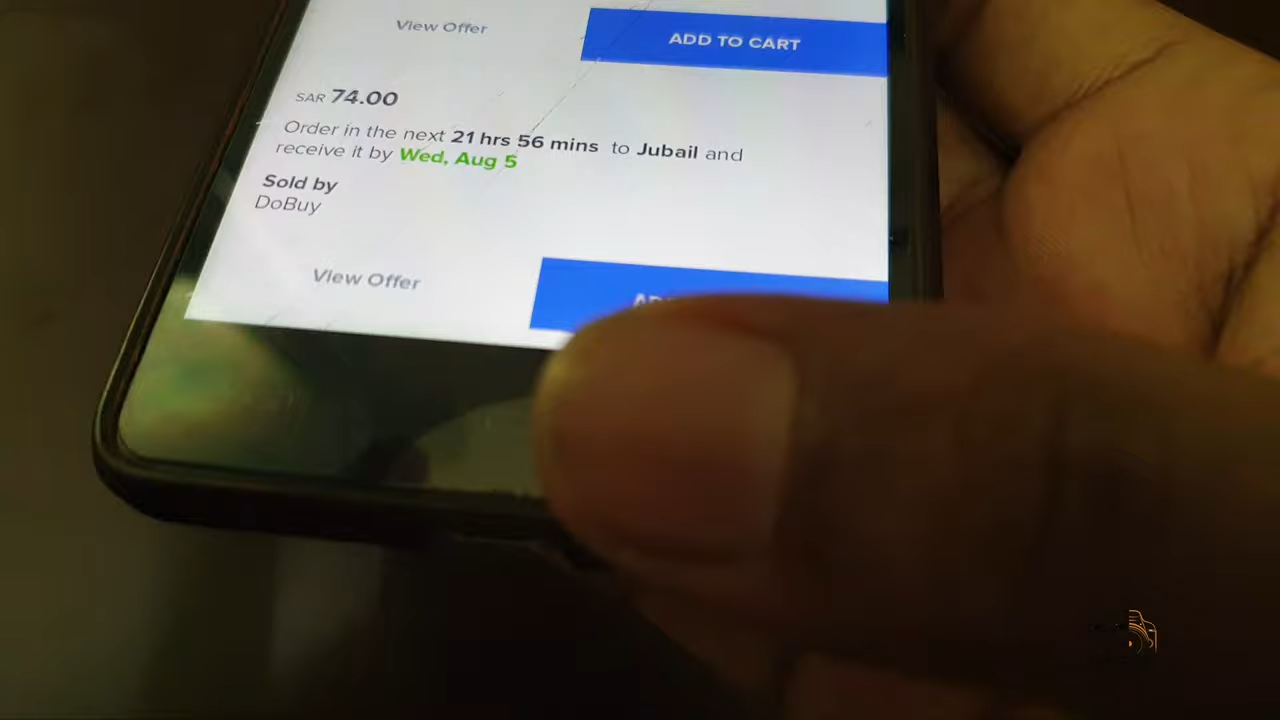 View Offer
ADD TO CART
SAR 74.00
Order in the next 21 hrs 56 mins to Jubail and
receive it by Wed, Aug 5
Sold by
DoBuy
View Offer